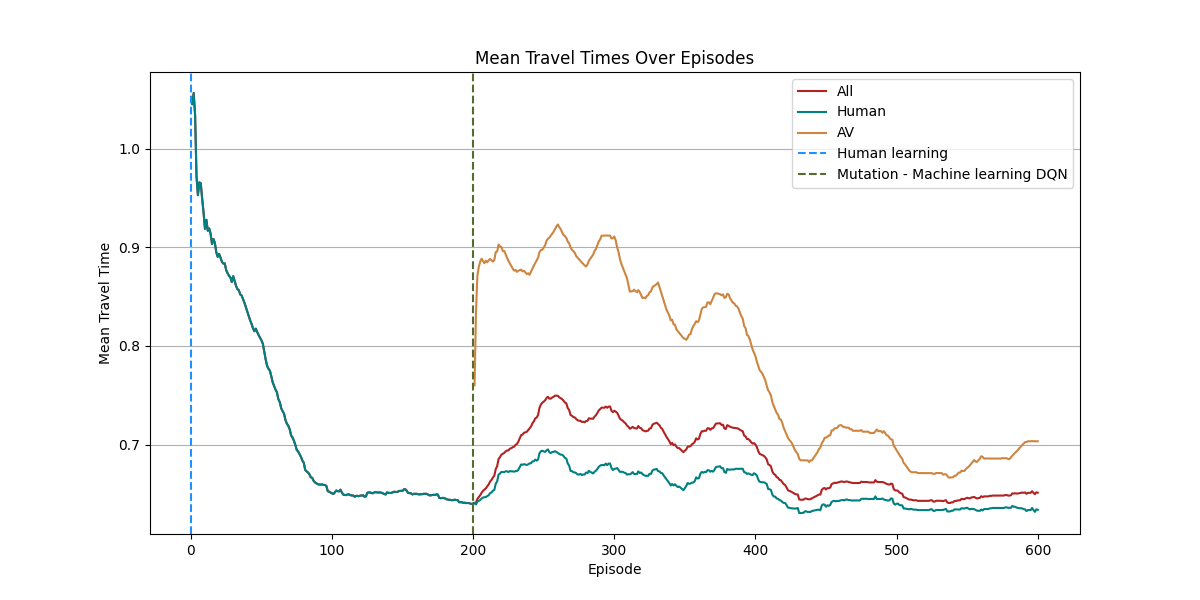 Mean Travel Times Over Episodes
All
Human
AV
Human learning
Mutation - Machine learning DQN
Mean Travel Time
1.0
0.9
0.8
0.7
0
100
200
300
400
500
600
Episode